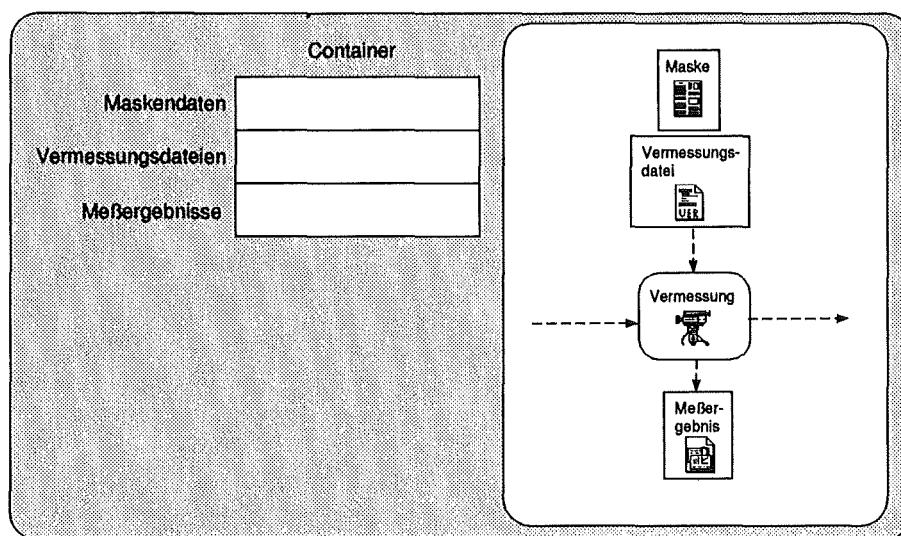 Container
Maskendaten
Vermessungsdateien
Meßergebnisse
Maske
Vermessungs-
datei
VER
Vermessung
Meßer-
gebnis